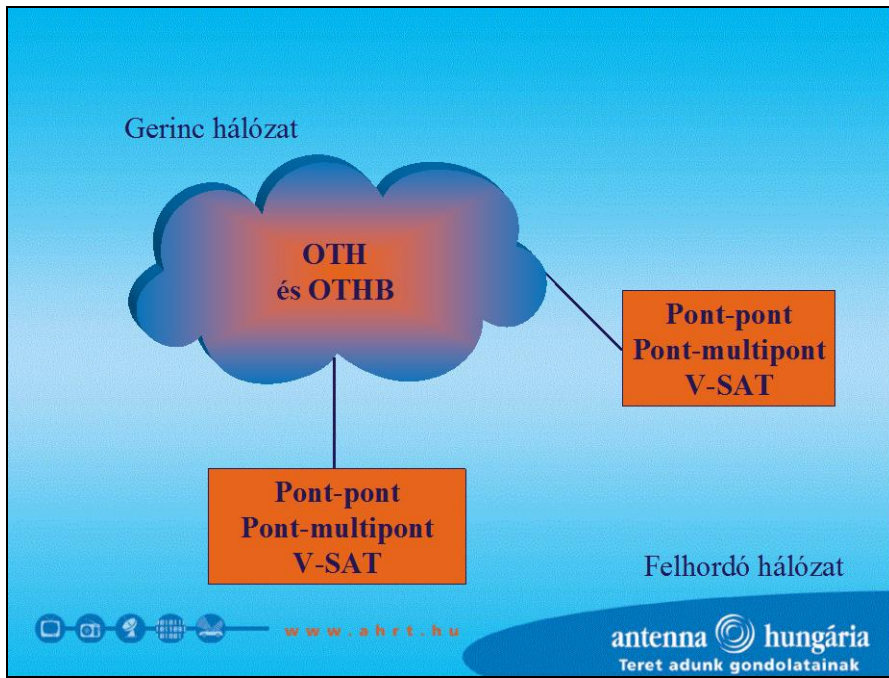 Gerinc hálózat
OTH
és OTHB
Pont-pont
Pont-multipont
V-SAT
Pont-pont
Pont-multipont
V-SAT
Felhordó hálózat
www.ahrt.hu
antenna hungária
Teret adunk gondolatainak